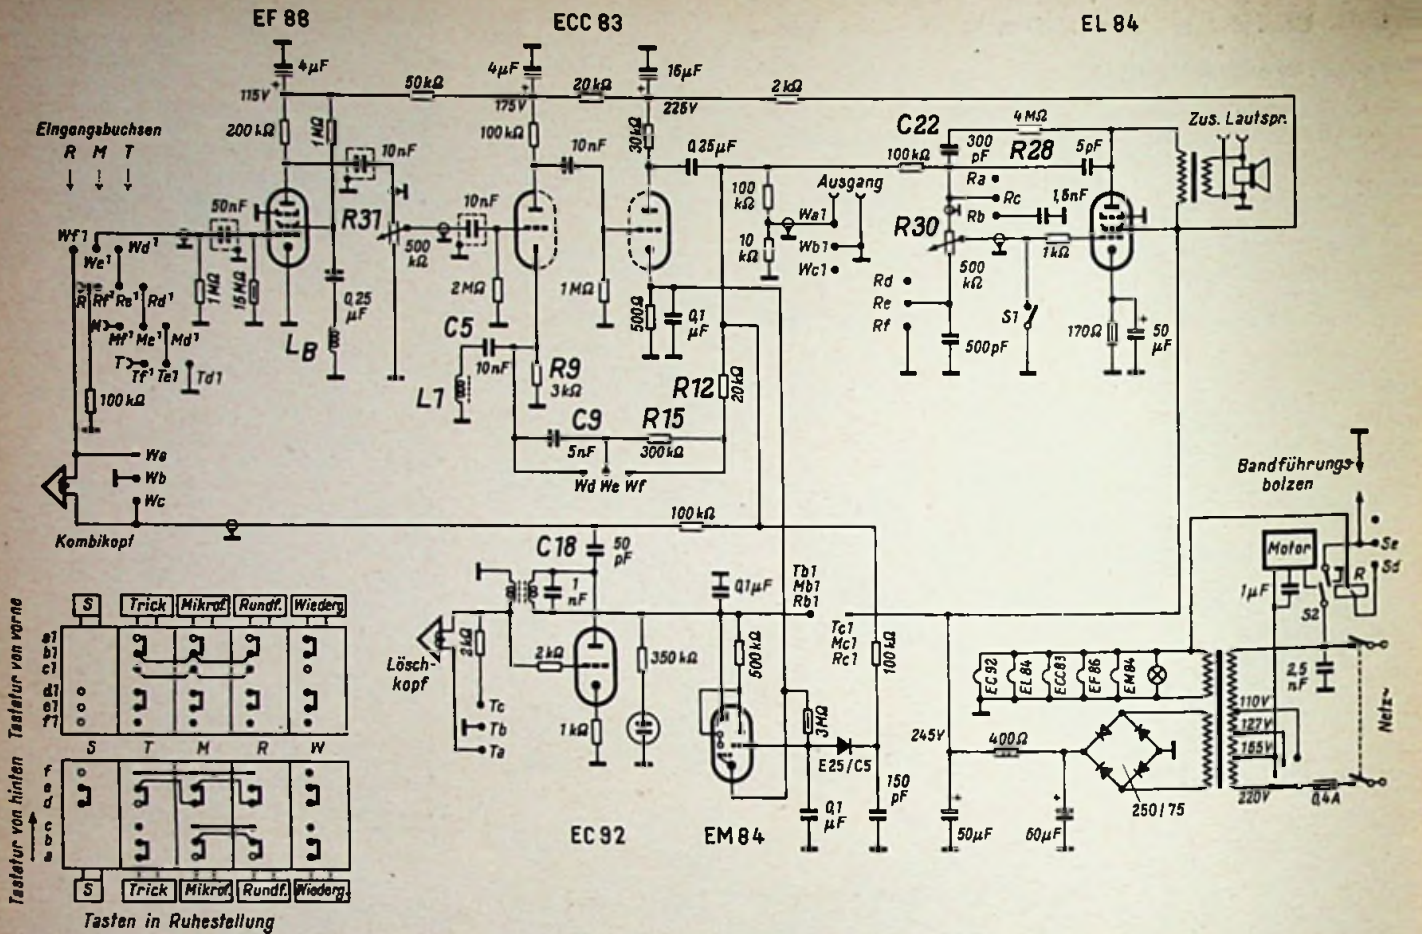 EF 88
ECC 83
EL 84
4µF
4µF
16µF
115V
50kΩ
175V
20kΩ
225V
2kΩ
Eingangsbuchsen
R M T
200kΩ
1MΩ
10nF
100kΩ
10nF
30kΩ
0,25µF
C22
300 pF
4MΩ
R28
5pF
Zus. Lautspr.
100kΩ
50nF
R31
500 kΩ
10nF
100 kΩ
Ausgang
Ra
Rc
Rb
1,6nF
Wf1
We1
Wd1
Wa1
Wb1
Wc1
10 kΩ
R30
500 kΩ
1kΩ
R
Rf1
Re1
Rd1
1MΩ
15MΩ
0,25 µF
2MΩ
1MΩ
500Ω
0,1 µF
Rd
Re
Rf
S1
M
Mf1
Me1
Md1
LB
C5
10nF
500pF
170Ω
50 µF
T
Tf1
Te1
Td1
L1
R9
3kΩ
R12
20kΩ
100kΩ
C9
5nF
R15
300kΩ
Wa
Wb
Wc
Wd We Wf
Kombikopf
100kΩ
Bandführungs-
bolzen
C18
50 pF
1 nF
0,1µF
Tb1
Mb1
Rb1
Tc1
Mc1
Rc1
Motor
1µF
S2
R
Se
Sd
Lösch-
kopf
2kΩ
2kΩ
350kΩ
500kΩ
100kΩ
Tc
Tb
Ta
1kΩ
3MΩ
E25/C5
150 pF
0,1 µF
EC 92
EM 84
EC92
EL84
ECC83
EF86
EM84
245V
400Ω
50µF
60µF
250/75
110V
127V
155V
220V
2,5 nF
0,4A
Netz~
Tastatur von vorne
S Trick Mikrof. Rundf. Wiederg.
a1
b1
c1
d1
e1
f1
S T M R W
Tastatur von hinten
f
e
d
c
b
a
S Trick Mikrof. Rundf. Wiederg.
Tasten in Ruhestellung